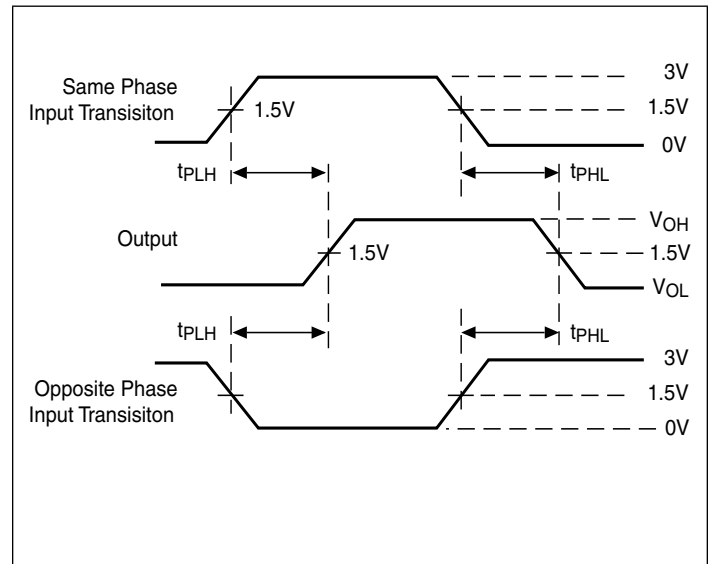 Same Phase
Input Transisiton
1.5V
3V
1.5V
0V
tPLH
tPHL
Output
1.5V
VOH
1.5V
VOL
tPLH
tPHL
Opposite Phase
Input Transisiton
3V
1.5V
0V